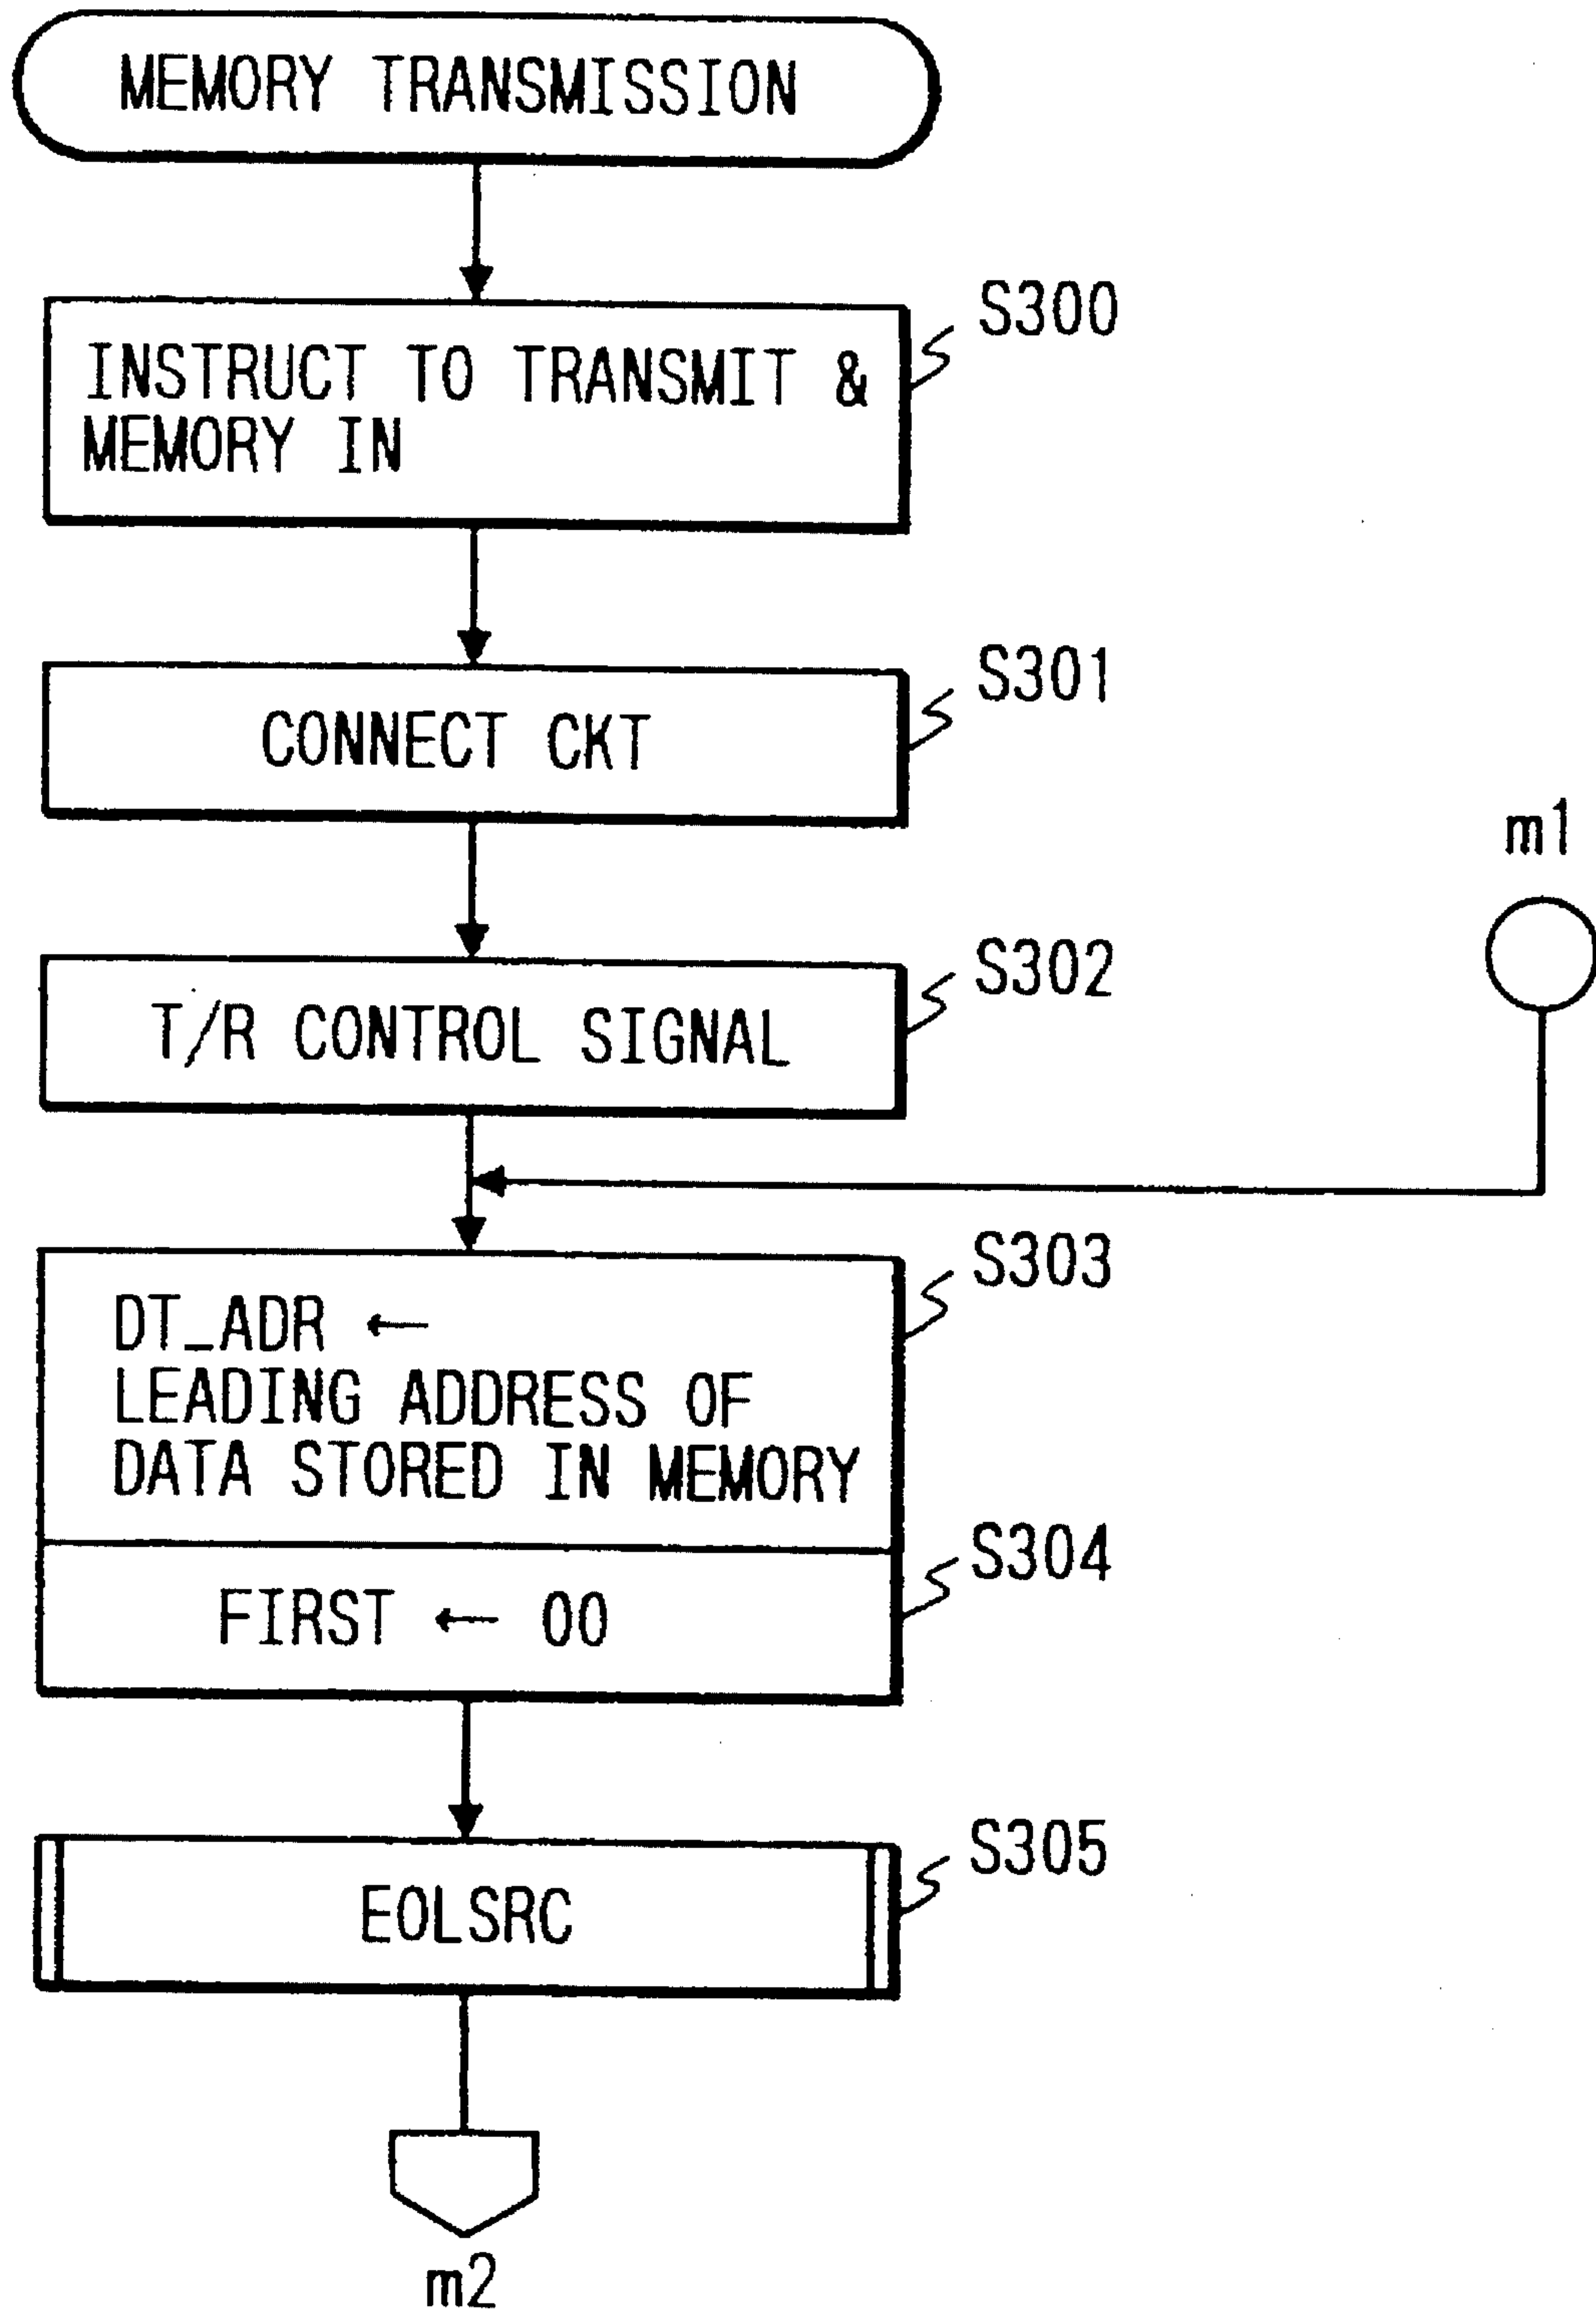 MEMORY TRANSMISSION
S300
INSTRUCT TO TRANSMIT &
MEMORY IN
S301
CONNECT CKT
m1
S302
T/R CONTROL SIGNAL
S303
DT_ADR ←
LEADING ADDRESS OF
DATA STORED IN MEMORY
S304
FIRST ← 00
S305
EOLSRC
m2